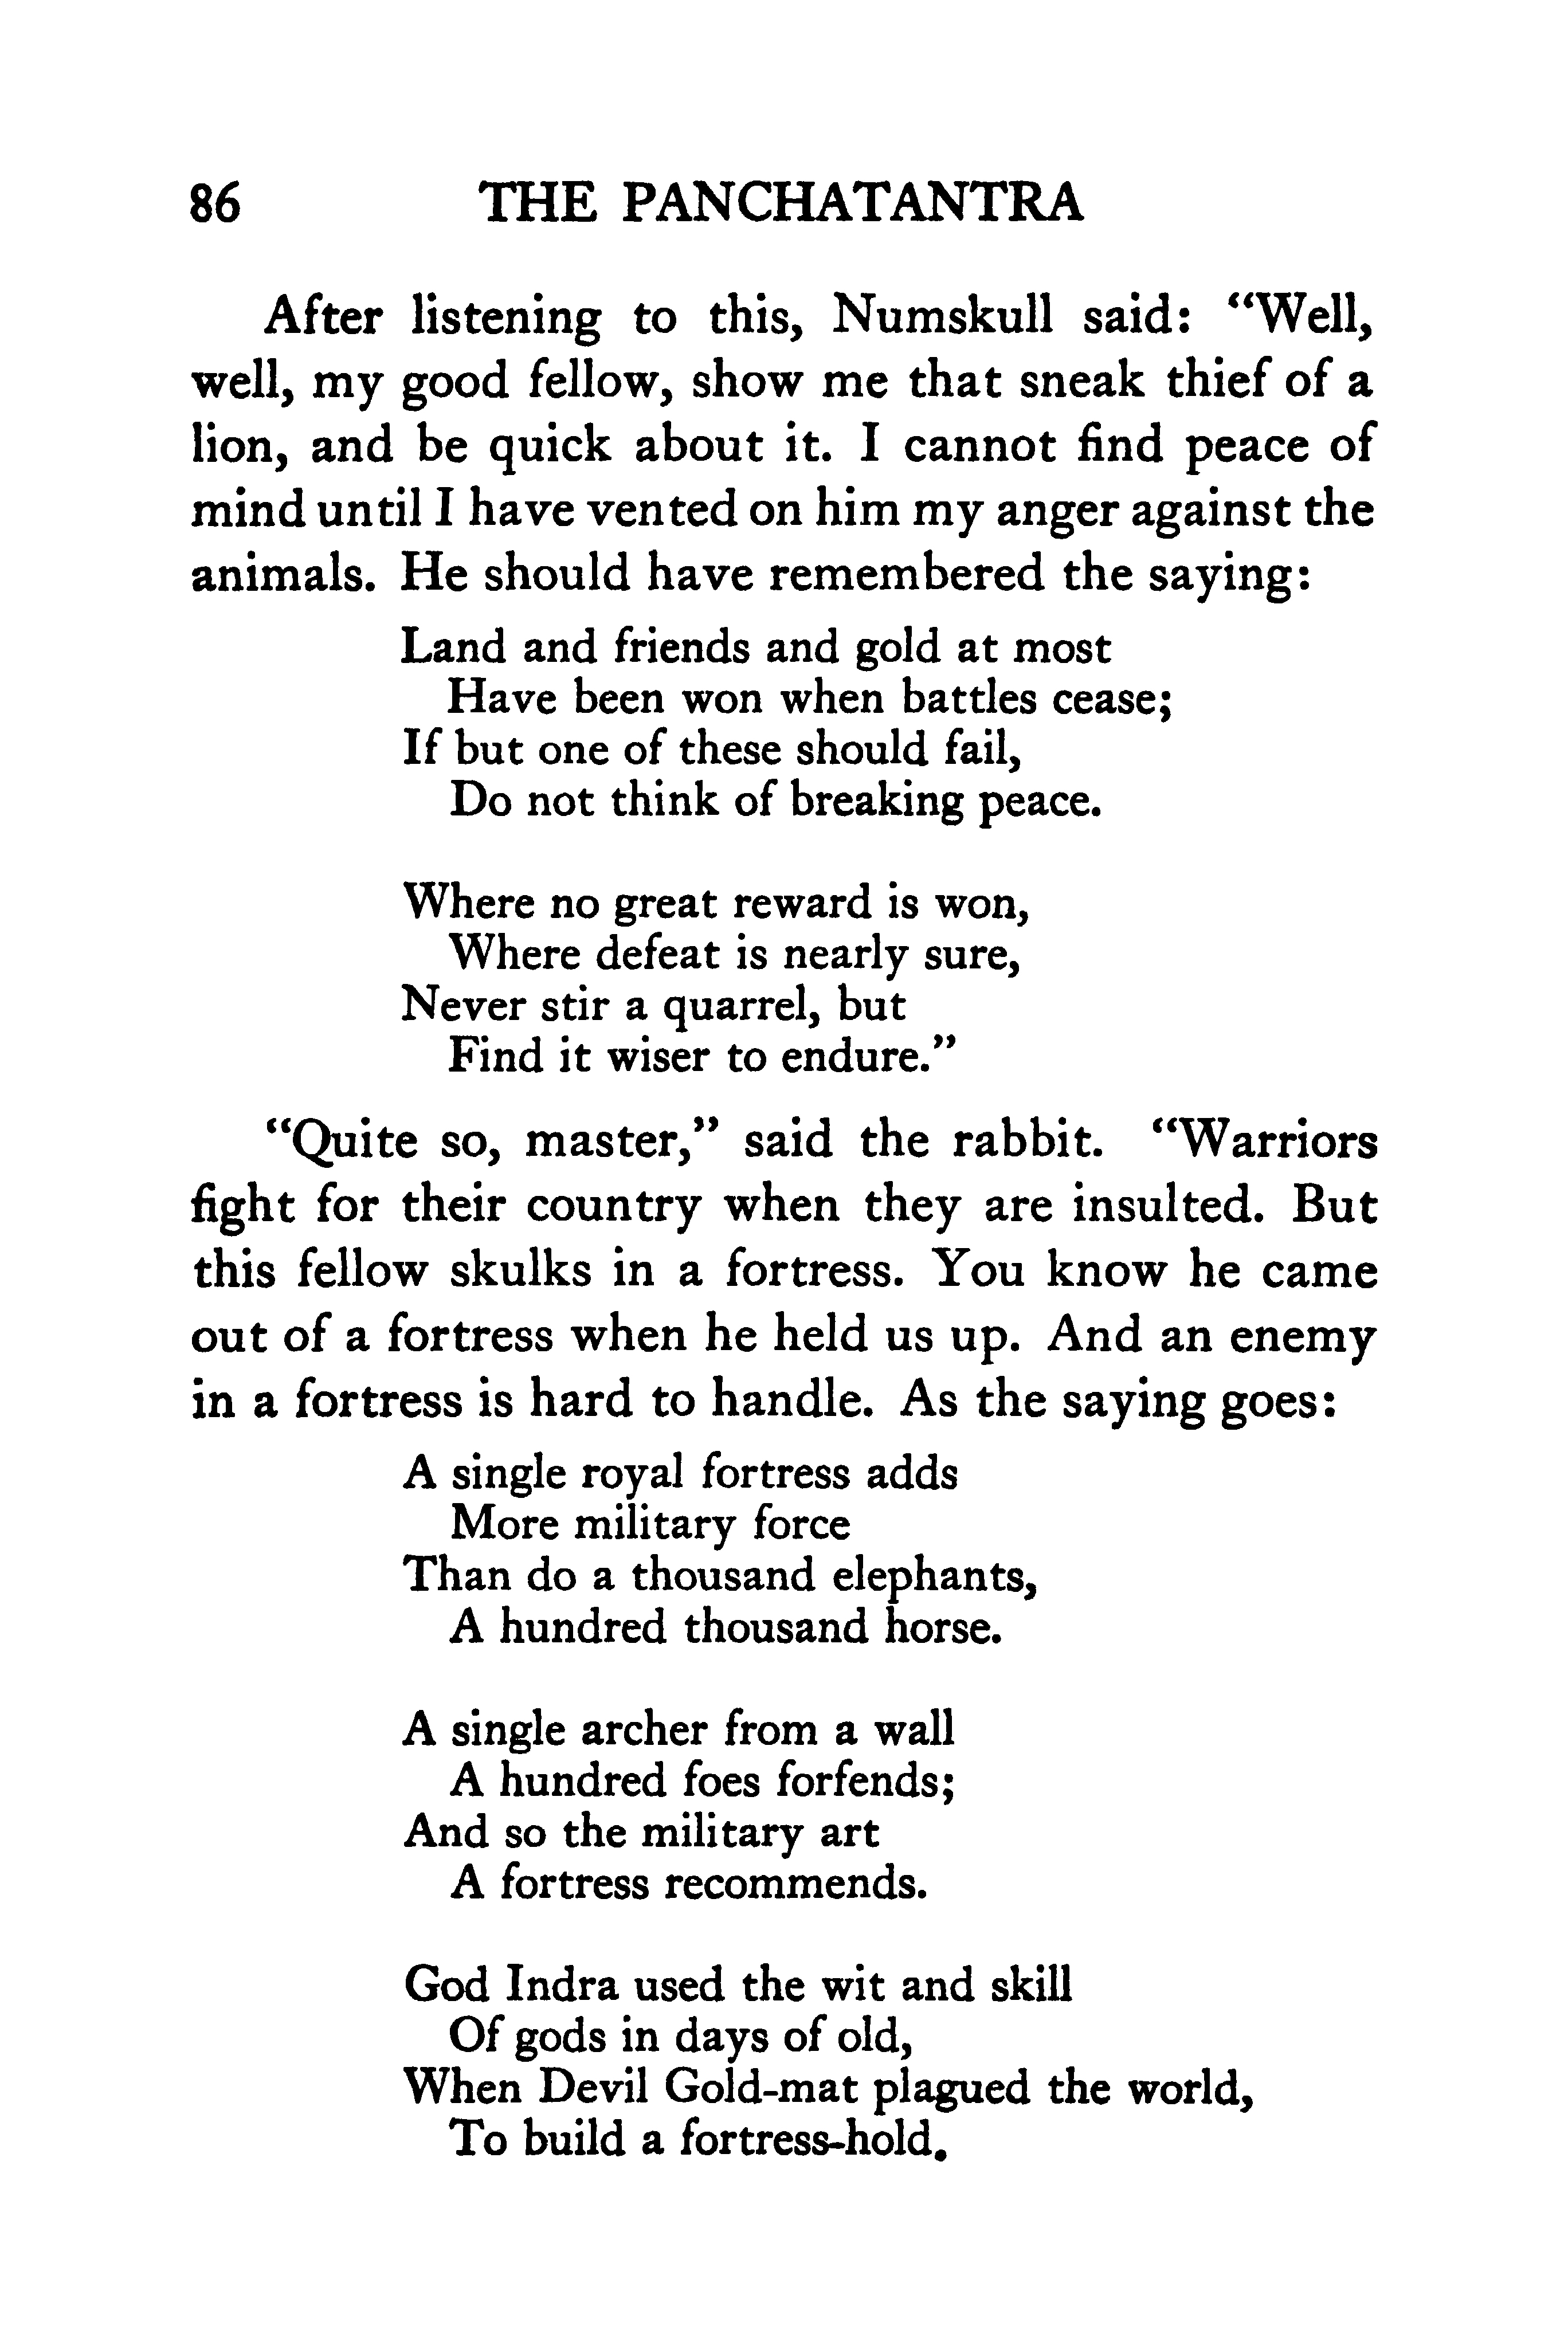 86 THE PANCHATANTRA
After listening to this, Numskull said: “Well,
well, my good fellow, show me that sneak thief of a
lion, and be quick about it. I cannot find peace of
mind until I have vented on him my anger against the
animals. He should have remembered the saying:
Land and friends and gold at most
Have been won when battles cease;
If but one of these should fail,
Do not think of breaking peace.
Where no great reward is won,
Where defeat is nearly sure,
Never stir a quarrel, but
Find it wiser to endure.”
“Quite so, master,” said the rabbit. “Warriors
fight for their country when they are insulted. But
this fellow skulks in a fortress. You know he came
out of a fortress when he held us up. And an enemy
in a fortress is hard to handle. As the saying goes:
A single royal fortress adds
More military force
Than do a thousand elephants,
A hundred thousand horse.
A single archer from a wall
A hundred foes forfends;
And so the military art
A fortress recommends.
God Indra used the wit and skill
Of gods in days of old,
When Devil Gold-mat plagued the world,
To build a fortress-hold.